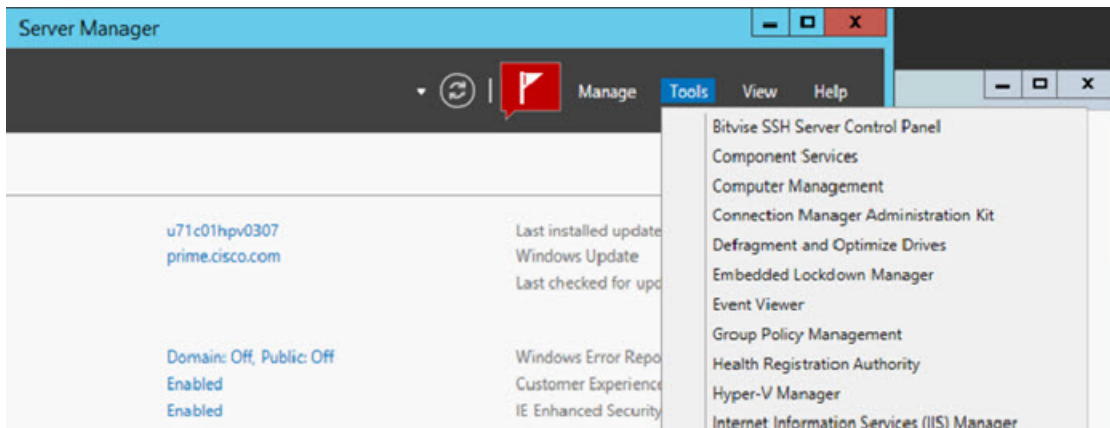 Server Manager
Manage Tools View Help
Bitvise SSH Server Control Panel
Component Services
Computer Management
Connection Manager Administration Kit
Defragment and Optimize Drives
Embedded Lockdown Manager
Event Viewer
Group Policy Management
Health Registration Authority
Hyper-V Manager
Internet Information Services (IIS) Manager
u71c01hpv0307 Last installed update
prime.cisco.com Windows Update
Last checked for upd
Domain: Off, Public: Off Windows Error Repo
Enabled Customer Experience
Enabled IE Enhanced Security